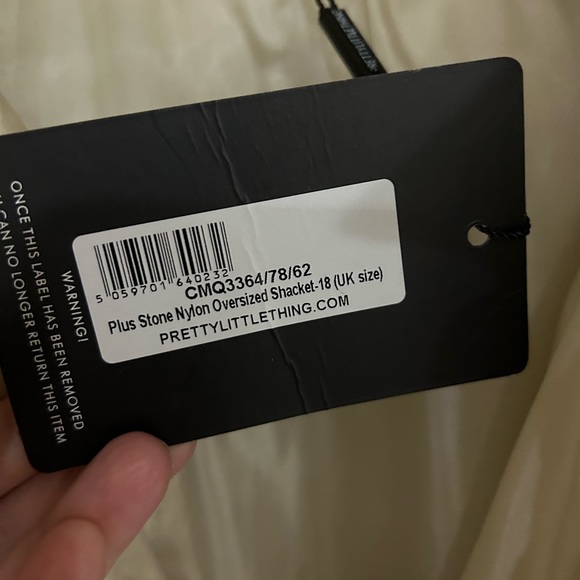 5 059701 640232
CMQ3364/78/62
Plus Stone Nylon Oversized Shacket-18 (UK size)
PRETTYLITTLETHING.COM
WARNING!
ONCE THIS LABEL HAS BEEN REMOVED
CAN NO LONGER RETURN THIS ITEM